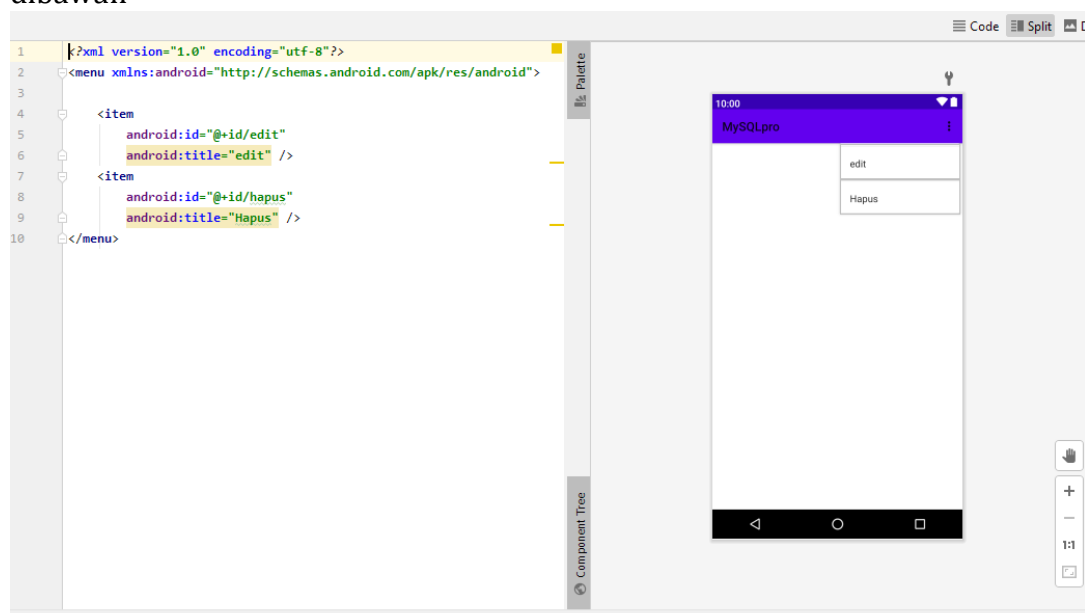 dibawah
Code Split D
1 <?xml version="1.0" encoding="utf-8"?>
2 <menu xmlns:android="http://schemas.android.com/apk/res/android">
3
4 <item
5 android:id="@+id/edit"
6 android:title="edit" />
7 <item
8 android:id="@+id/hapus"
9 android:title="Hapus" />
10 </menu>
Palette
Component Tree
10:00
MySQLpro
edit
Hapus
1:1